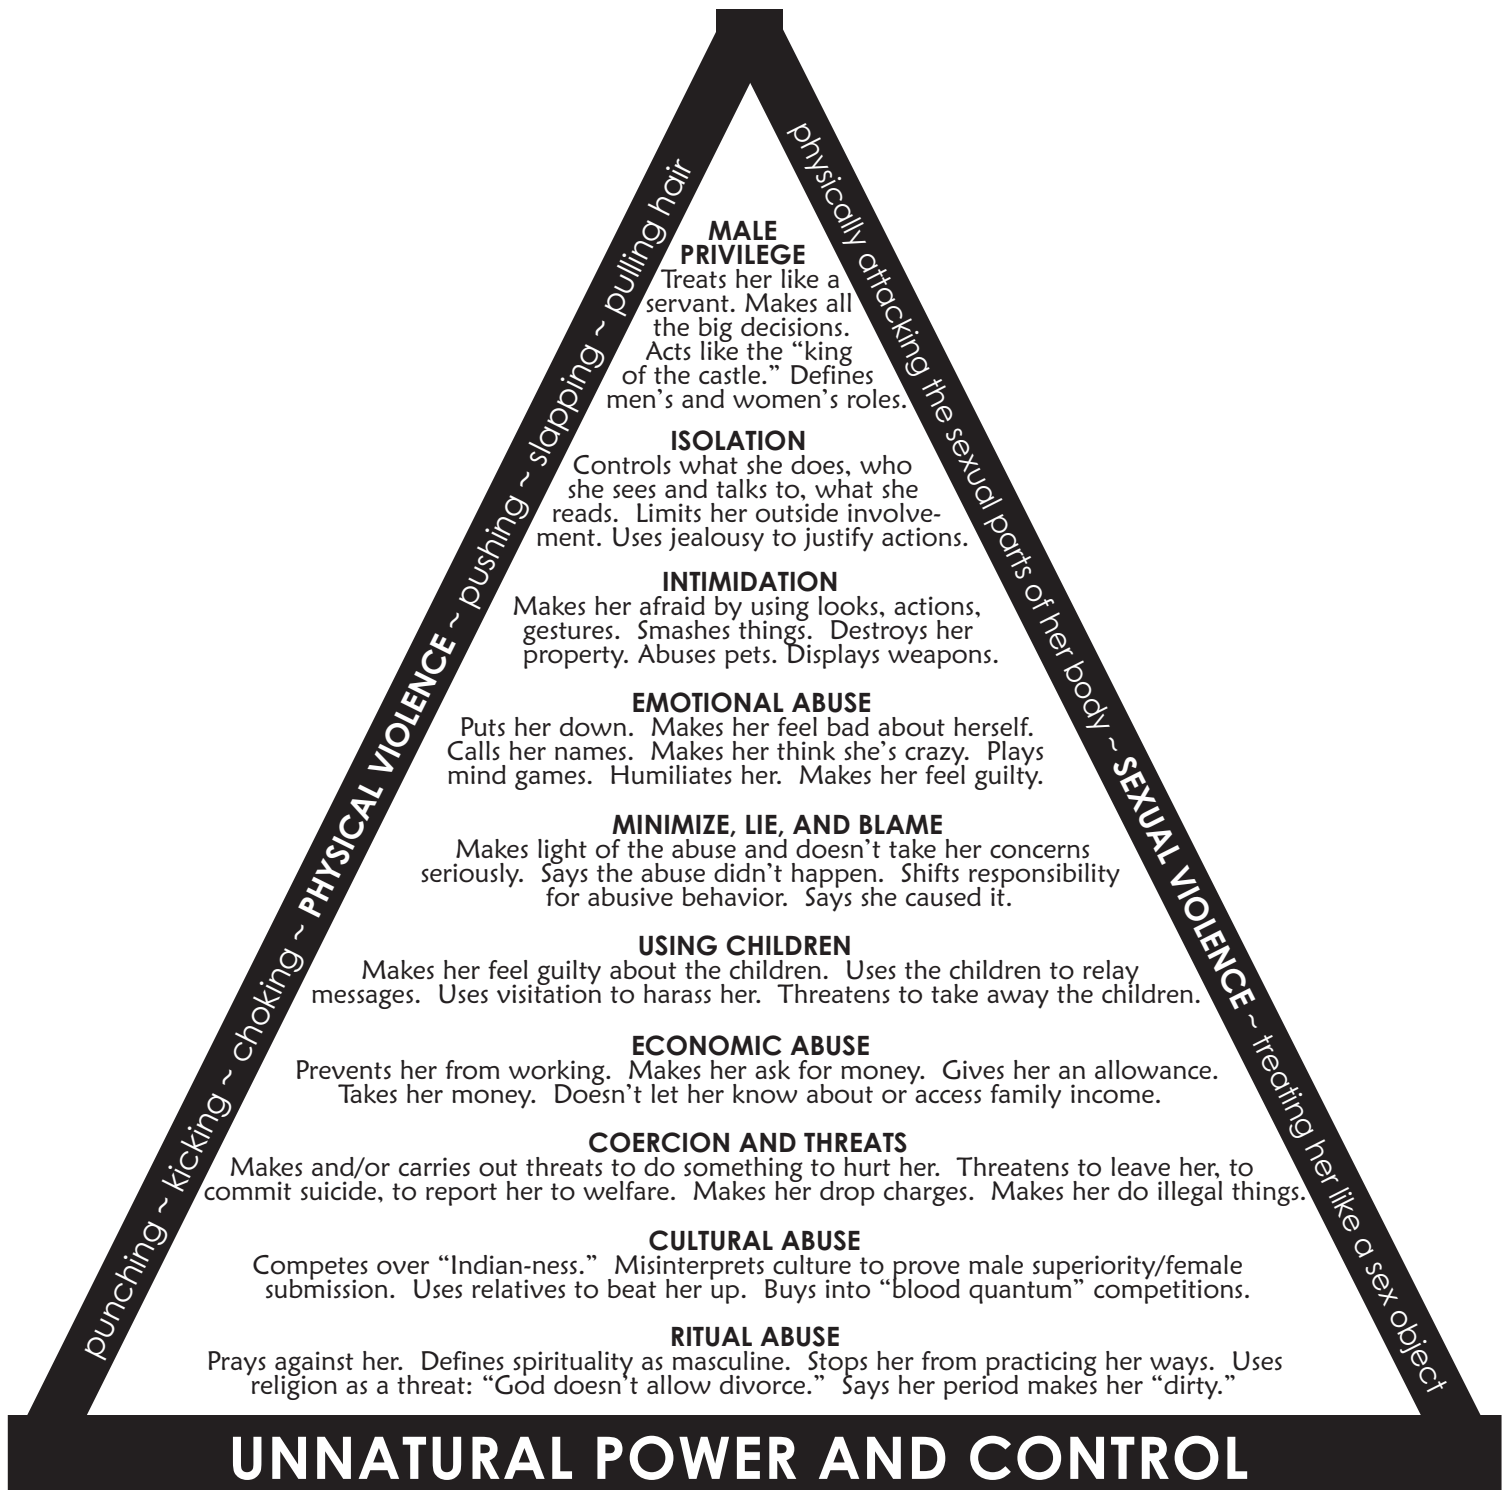 punching ~ kicking ~ choking ~ PHYSICAL VIOLENCE ~ pushing ~ slapping ~ pulling hair
physically attacking the sexual parts of her body ~ SEXUAL VIOLENCE ~ treating her like a sex object
MALE
PRIVILEGE
Treats her like a
servant. Makes all
the big decisions.
Acts like the “king
of the castle.” Defines
men’s and women’s roles.
ISOLATION
Controls what she does, who
she sees and talks to, what she
reads. Limits her outside involve-
ment. Uses jealousy to justify actions.
INTIMIDATION
Makes her afraid by using looks, actions,
gestures. Smashes things. Destroys her
property. Abuses pets. Displays weapons.
EMOTIONAL ABUSE
Puts her down. Makes her feel bad about herself.
Calls her names. Makes her think she’s crazy. Plays
mind games. Humiliates her. Makes her feel guilty.
MINIMIZE, LIE, AND BLAME
Makes light of the abuse and doesn’t take her concerns
seriously. Says the abuse didn’t happen. Shifts responsibility
for abusive behavior. Says she caused it.
USING CHILDREN
Makes her feel guilty about the children. Uses the children to relay
messages. Uses visitation to harass her. Threatens to take away the children.
ECONOMIC ABUSE
Prevents her from working. Makes her ask for money. Gives her an allowance.
Takes her money. Doesn’t let her know about or access family income.
COERCION AND THREATS
Makes and/or carries out threats to do something to hurt her. Threatens to leave her, to
commit suicide, to report her to welfare. Makes her drop charges. Makes her do illegal things.
CULTURAL ABUSE
Competes over “Indian-ness.” Misinterprets culture to prove male superiority/female
submission. Uses relatives to beat her up. Buys into “blood quantum” competitions.
RITUAL ABUSE
Prays against her. Defines spirituality as masculine. Stops her from practicing her ways. Uses
religion as a threat: “God doesn’t allow divorce.” Says her period makes her “dirty.”
UNNATURAL POWER AND CONTROL